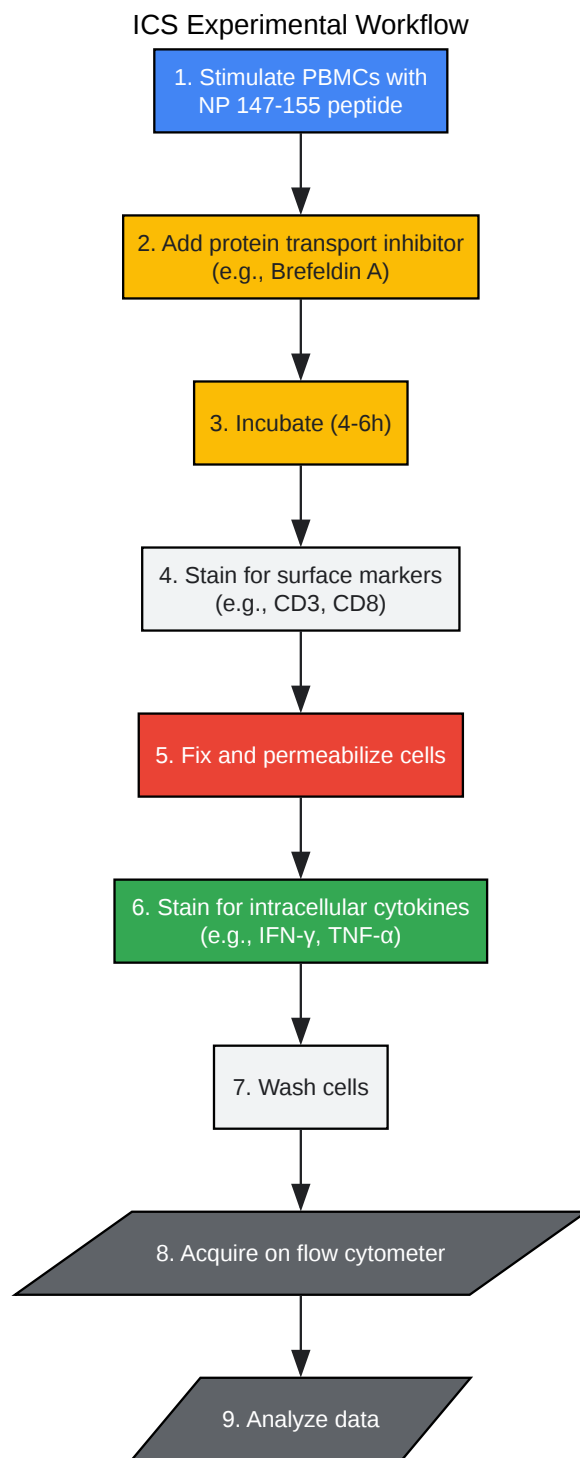 ICS Experimental Workflow
1. Stimulate PBMCs with
NP 147-155 peptide
2. Add protein transport inhibitor
(e.g., Brefeldin A)
3. Incubate (4-6h)
4. Stain for surface markers
(e.g., CD3, CD8)
5. Fix and permeabilize cells
6. Stain for intracellular cytokines
(e.g., IFN-γ, TNF-α)
7. Wash cells
8. Acquire on flow cytometer
9. Analyze data